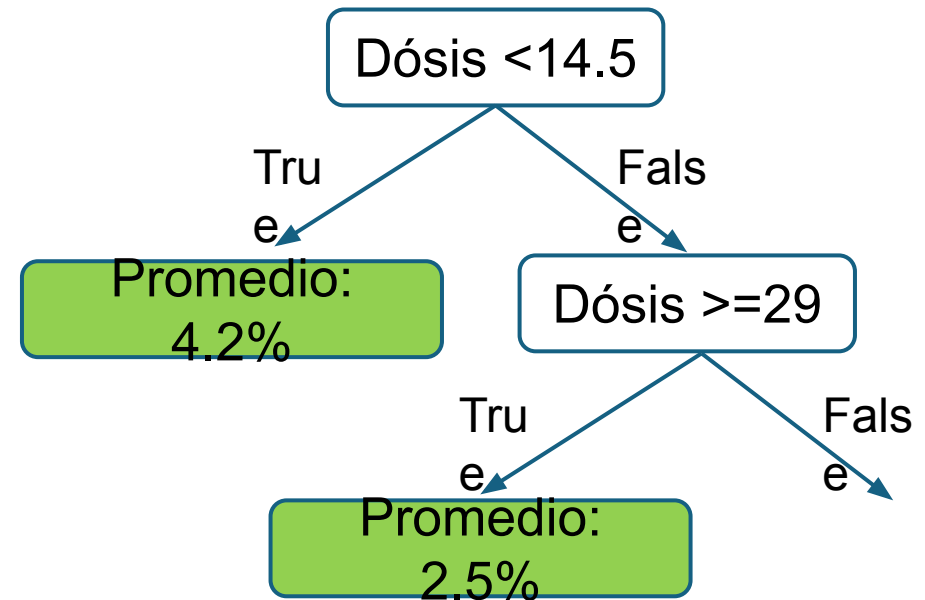 Dósis <14.5
Tru
e
Fals
e
Promedio:
4.2%
Dósis >=29
Tru
e
Fals
e
Promedio:
2.5%